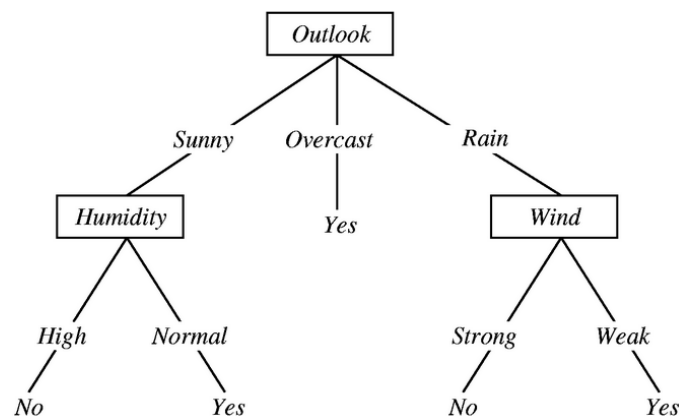 Outlook
Sunny Overcast Rain
Humidity Yes Wind
High Normal Strong Weak
No Yes No Yes